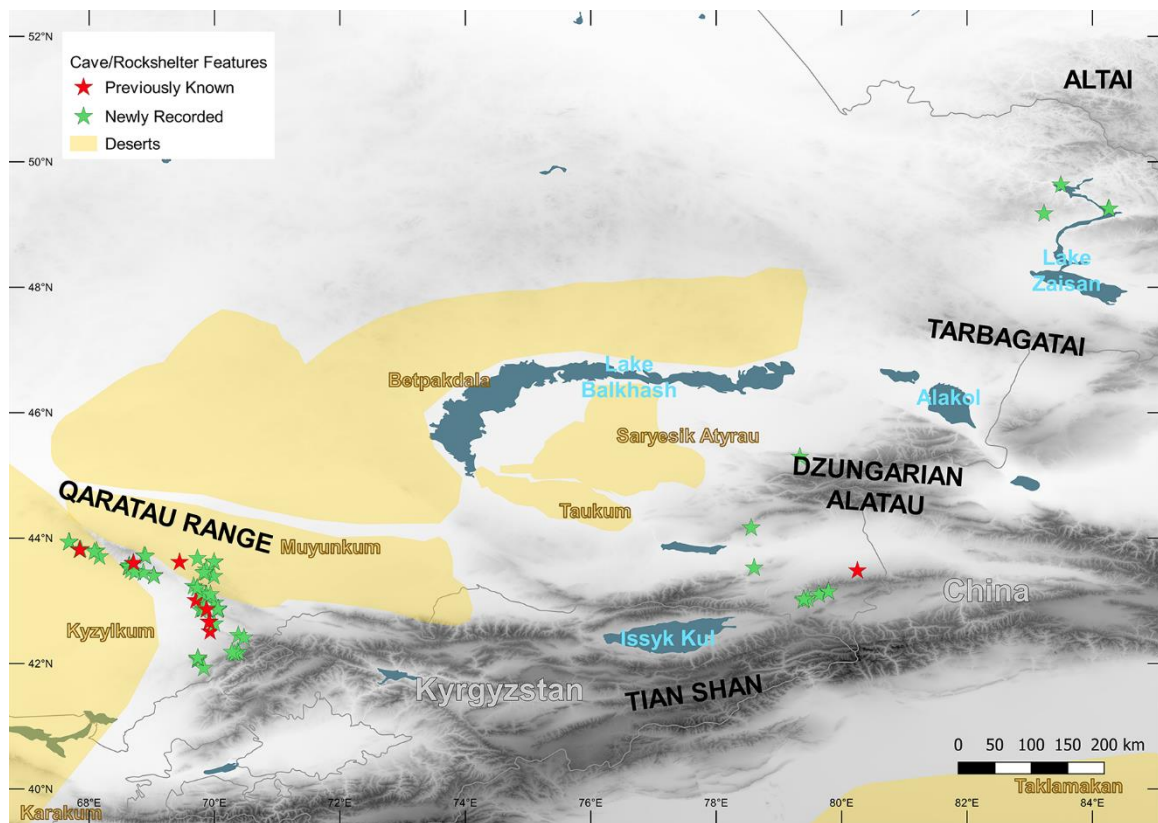 52°N
50°N
48°N
46°N
44°N
42°N
40°N
Cave/Rockshelter Features
Previously Known
Newly Recorded
Deserts
ALTAI
Lake
Zaisan
TARBAGATAI
Betpakdala
Lake
Balkhash
Alakol
Saryesik Atyrau
DZUNGARIAN
ALATAU
QARATAU RANGE
Taukum
Muyunkum
China
Kyzylkum
Issyk Kul
Kyrgyzstan
TIAN SHAN
0 50 100 150 200 km
Taklamakan
Karakum
68°E
70°E
72°E
74°E
76°E
78°E
80°E
82°E
84°E